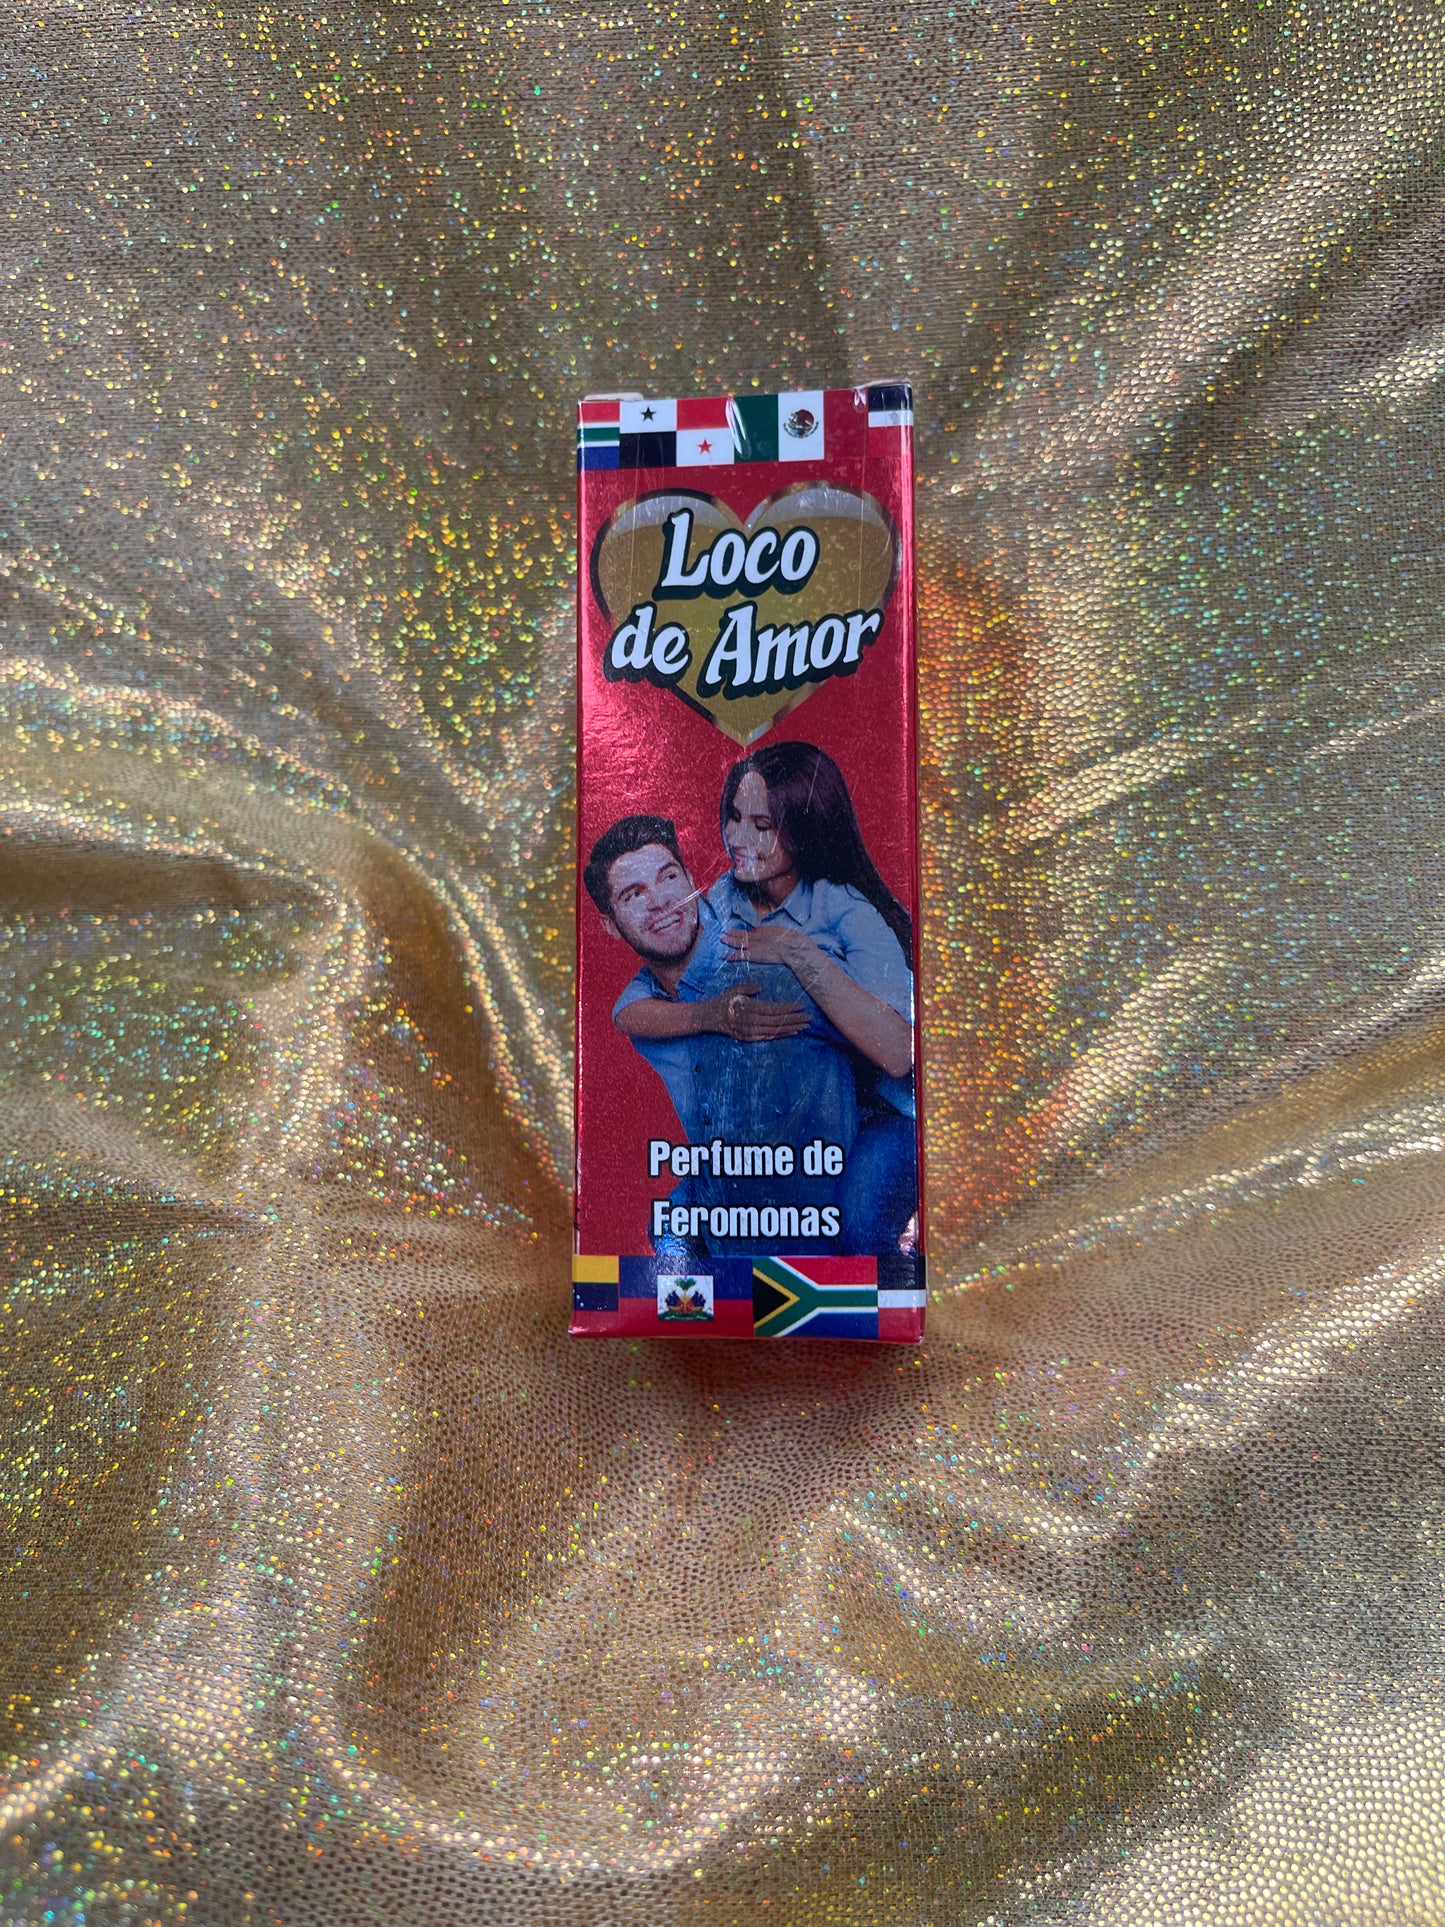 Loco
de Amor
Perfume de
Feromonas